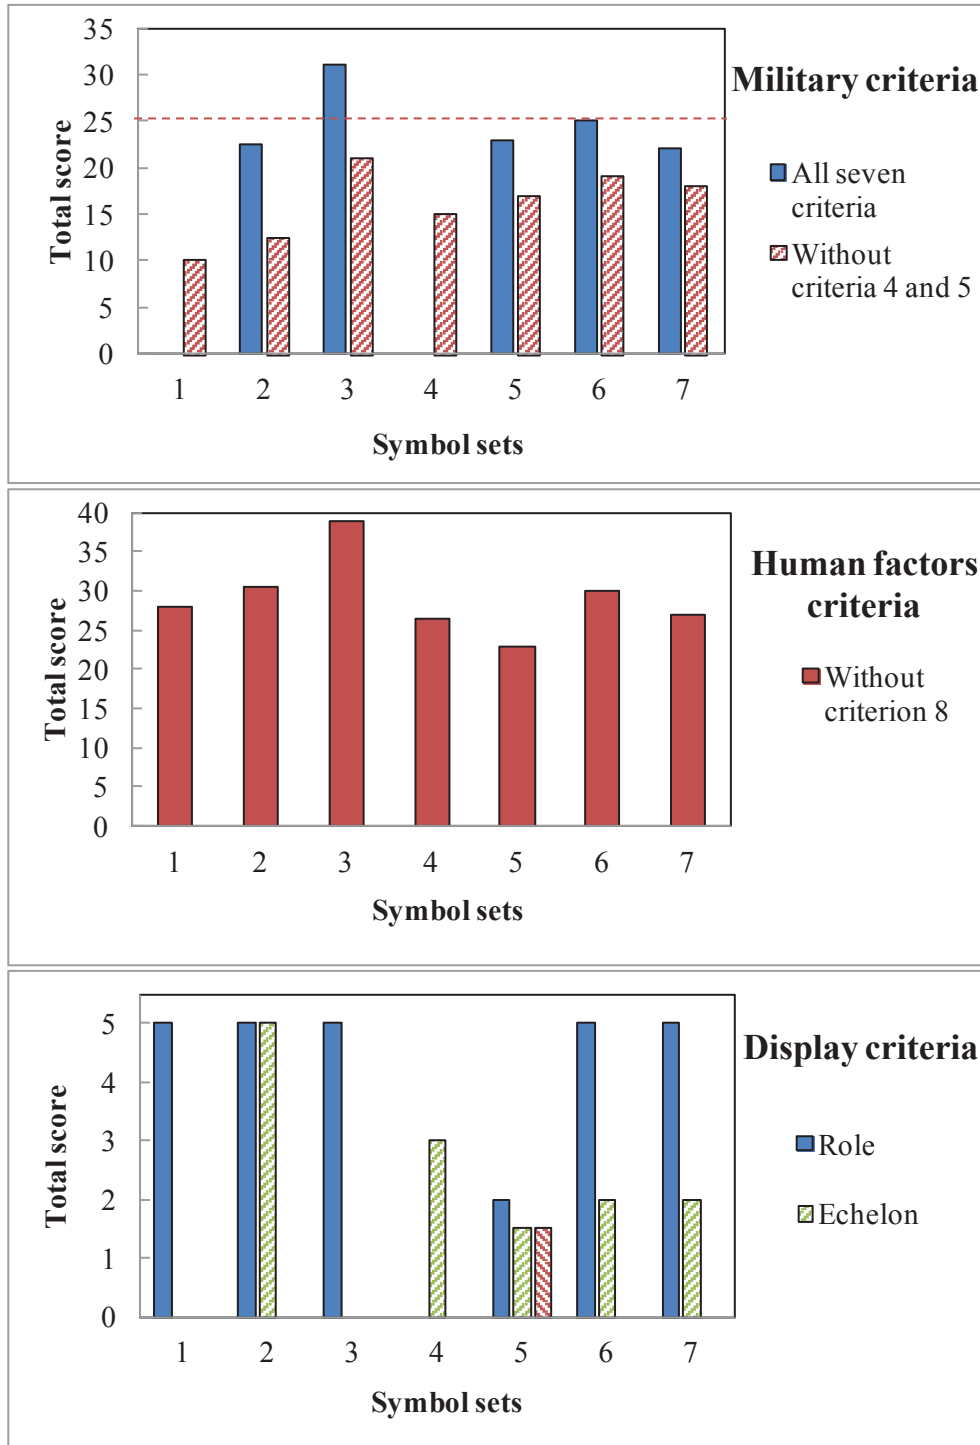 35
30
25
20
15
10
5
0
Total score
1 2 3 4 5 6 7
Symbol sets
Military criteria
All seven
criteria
Without
criteria 4 and 5
40
35
30
25
20
15
10
5
0
Total score
1 2 3 4 5 6 7
Symbol sets
Human factors
criteria
Without
criterion 8
5
4
3
2
1
0
Total score
1 2 3 4 5 6 7
Symbol sets
Display criteria
Role
Echelon